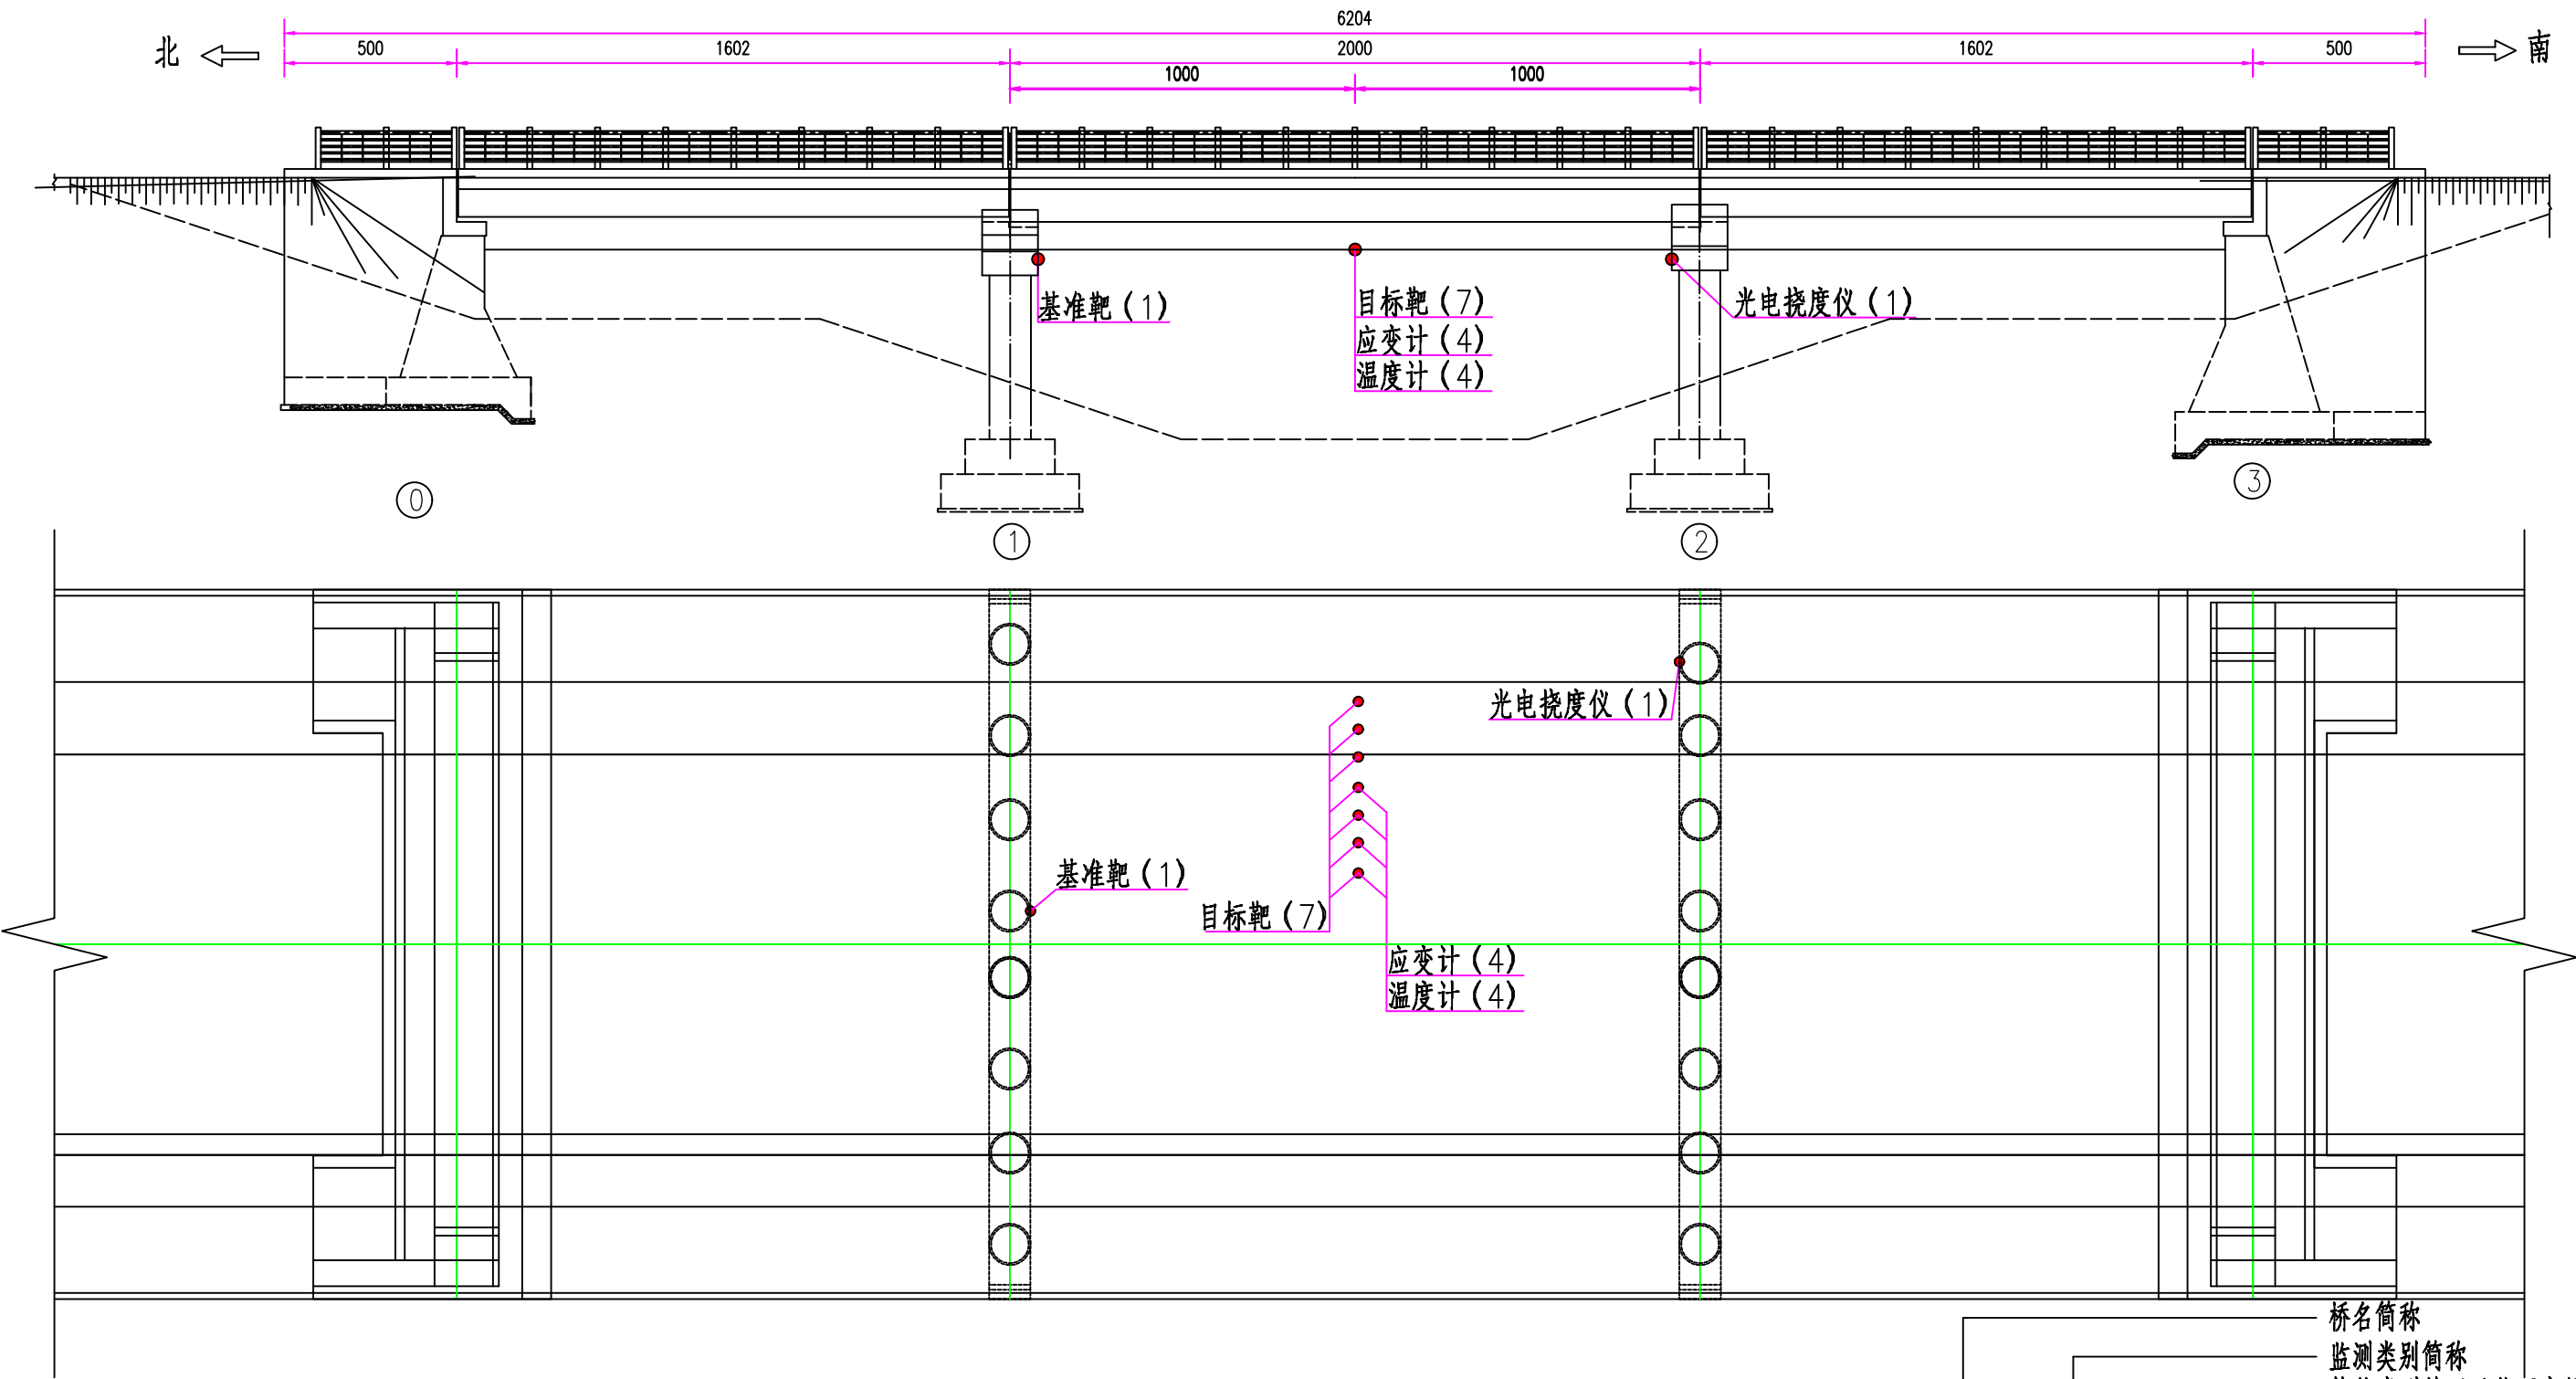 6204
北
500
1602
2000
1602
500
南
1000
1000
基准靶（1）
目标靶（7）
应变计（4）
温度计（4）
光电挠度仪（1）
0
1
2
3
光电挠度仪（1）
基准靶（1）
目标靶（7）
应变计（4）
温度计（4）
桥名简称
监测类别简称